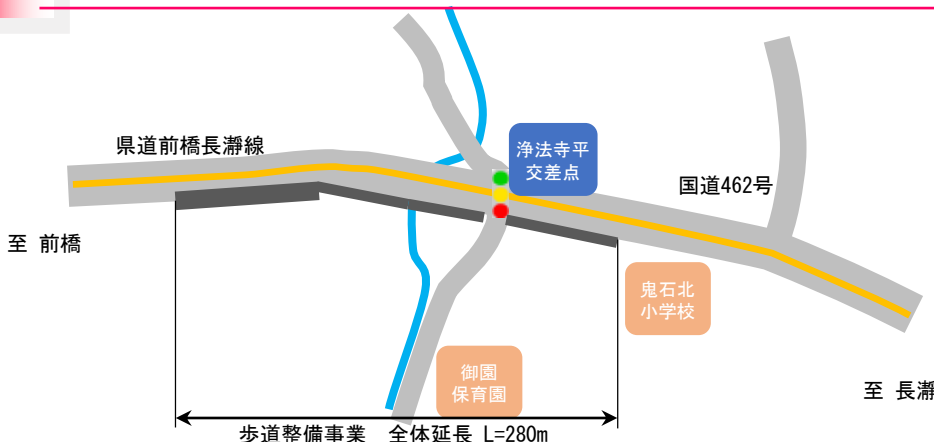 県道前橋長瀞線
浄法寺平
交差点
国道462号
至 前橋
鬼石北
小学校
御園
保育園
至 長瀞
歩道整備事業　全体延長 L=280m